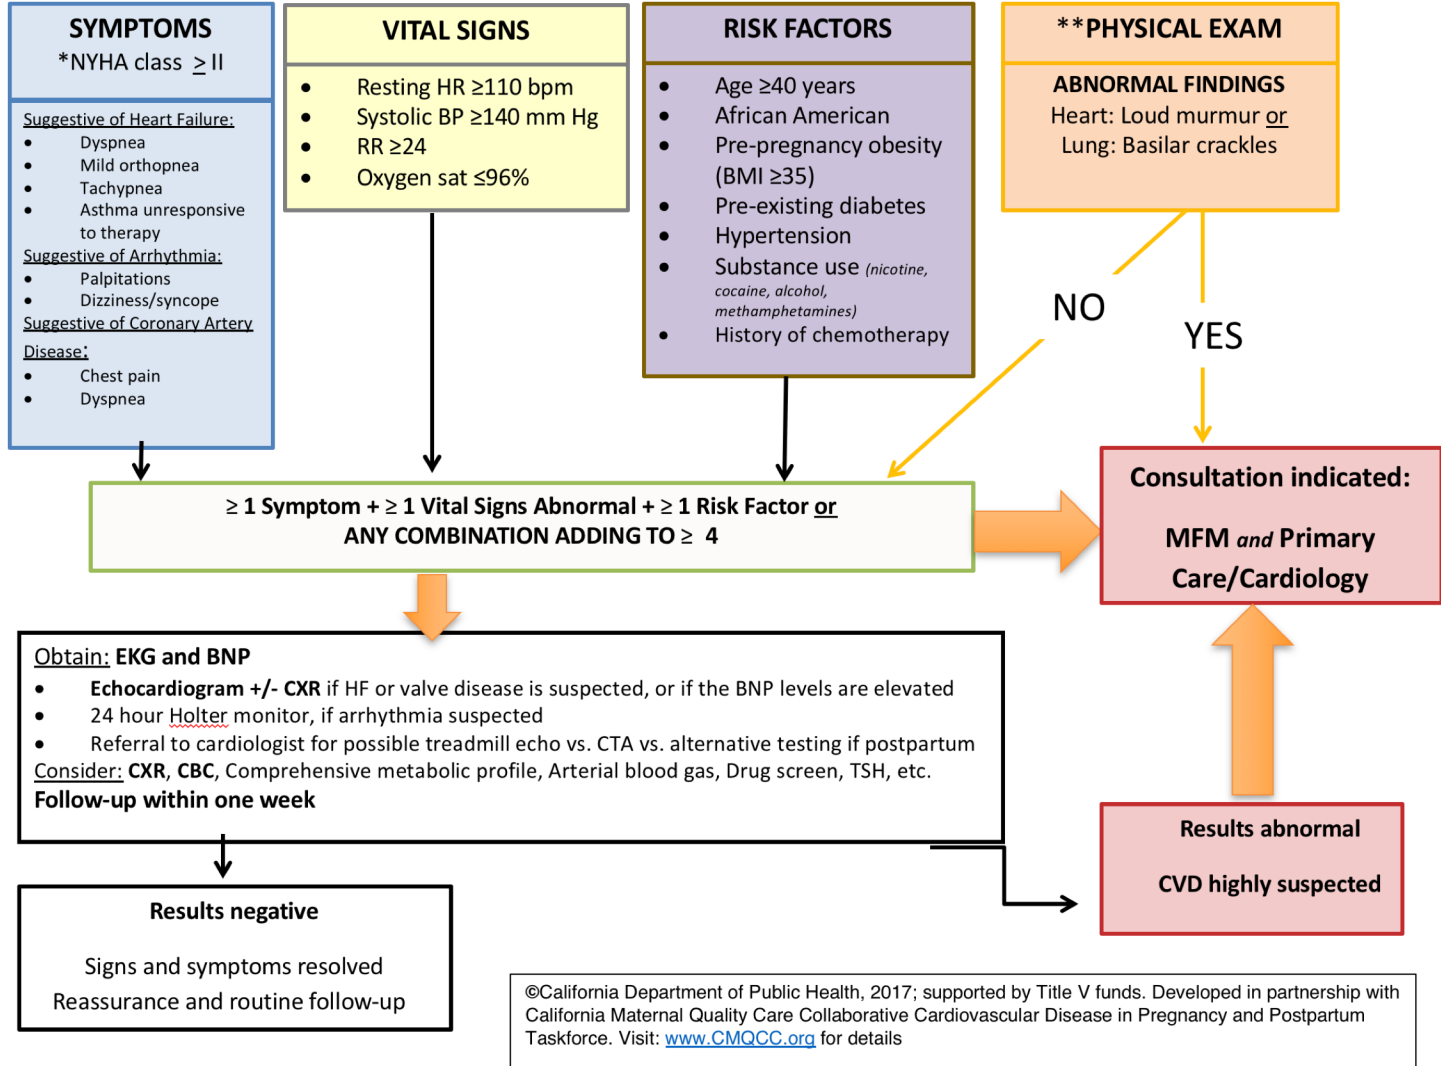 SYMPTOMS
*NYHA class ≥ II
Suggestive of Heart Failure:
• Dyspnea
• Mild orthopnea
• Tachypnea
• Asthma unresponsive
to therapy
Suggestive of Arrhythmia:
• Palpitations
• Dizziness/syncope
Suggestive of Coronary Artery
Disease:
• Chest pain
• Dyspnea
VITAL SIGNS
• Resting HR ≥110 bpm
• Systolic BP ≥140 mm Hg
• RR ≥24
• Oxygen sat ≤96%
RISK FACTORS
• Age ≥40 years
• African American
• Pre-pregnancy obesity
(BMI ≥35)
• Pre-existing diabetes
• Hypertension
• Substance use (nicotine,
cocaine, alcohol,
methamphetamines)
• History of chemotherapy
**PHYSICAL EXAM
ABNORMAL FINDINGS
Heart: Loud murmur or
Lung: Basilar crackles
NO
YES
≥ 1 Symptom + ≥ 1 Vital Signs Abnormal + ≥ 1 Risk Factor or
ANY COMBINATION ADDING TO ≥ 4
Consultation indicated:
MFM and Primary
Care/Cardiology
Obtain: EKG and BNP
• Echocardiogram +/- CXR if HF or valve disease is suspected, or if the BNP levels are elevated
• 24 hour Holter monitor, if arrhythmia suspected
• Referral to cardiologist for possible treadmill echo vs. CTA vs. alternative testing if postpartum
Consider: CXR, CBC, Comprehensive metabolic profile, Arterial blood gas, Drug screen, TSH, etc.
Follow-up within one week
Results abnormal
CVD highly suspected
Results negative
Signs and symptoms resolved
Reassurance and routine follow-up
©California Department of Public Health, 2017; supported by Title V funds. Developed in partnership with
California Maternal Quality Care Collaborative Cardiovascular Disease in Pregnancy and Postpartum
Taskforce. Visit: www.CMQCC.org for details